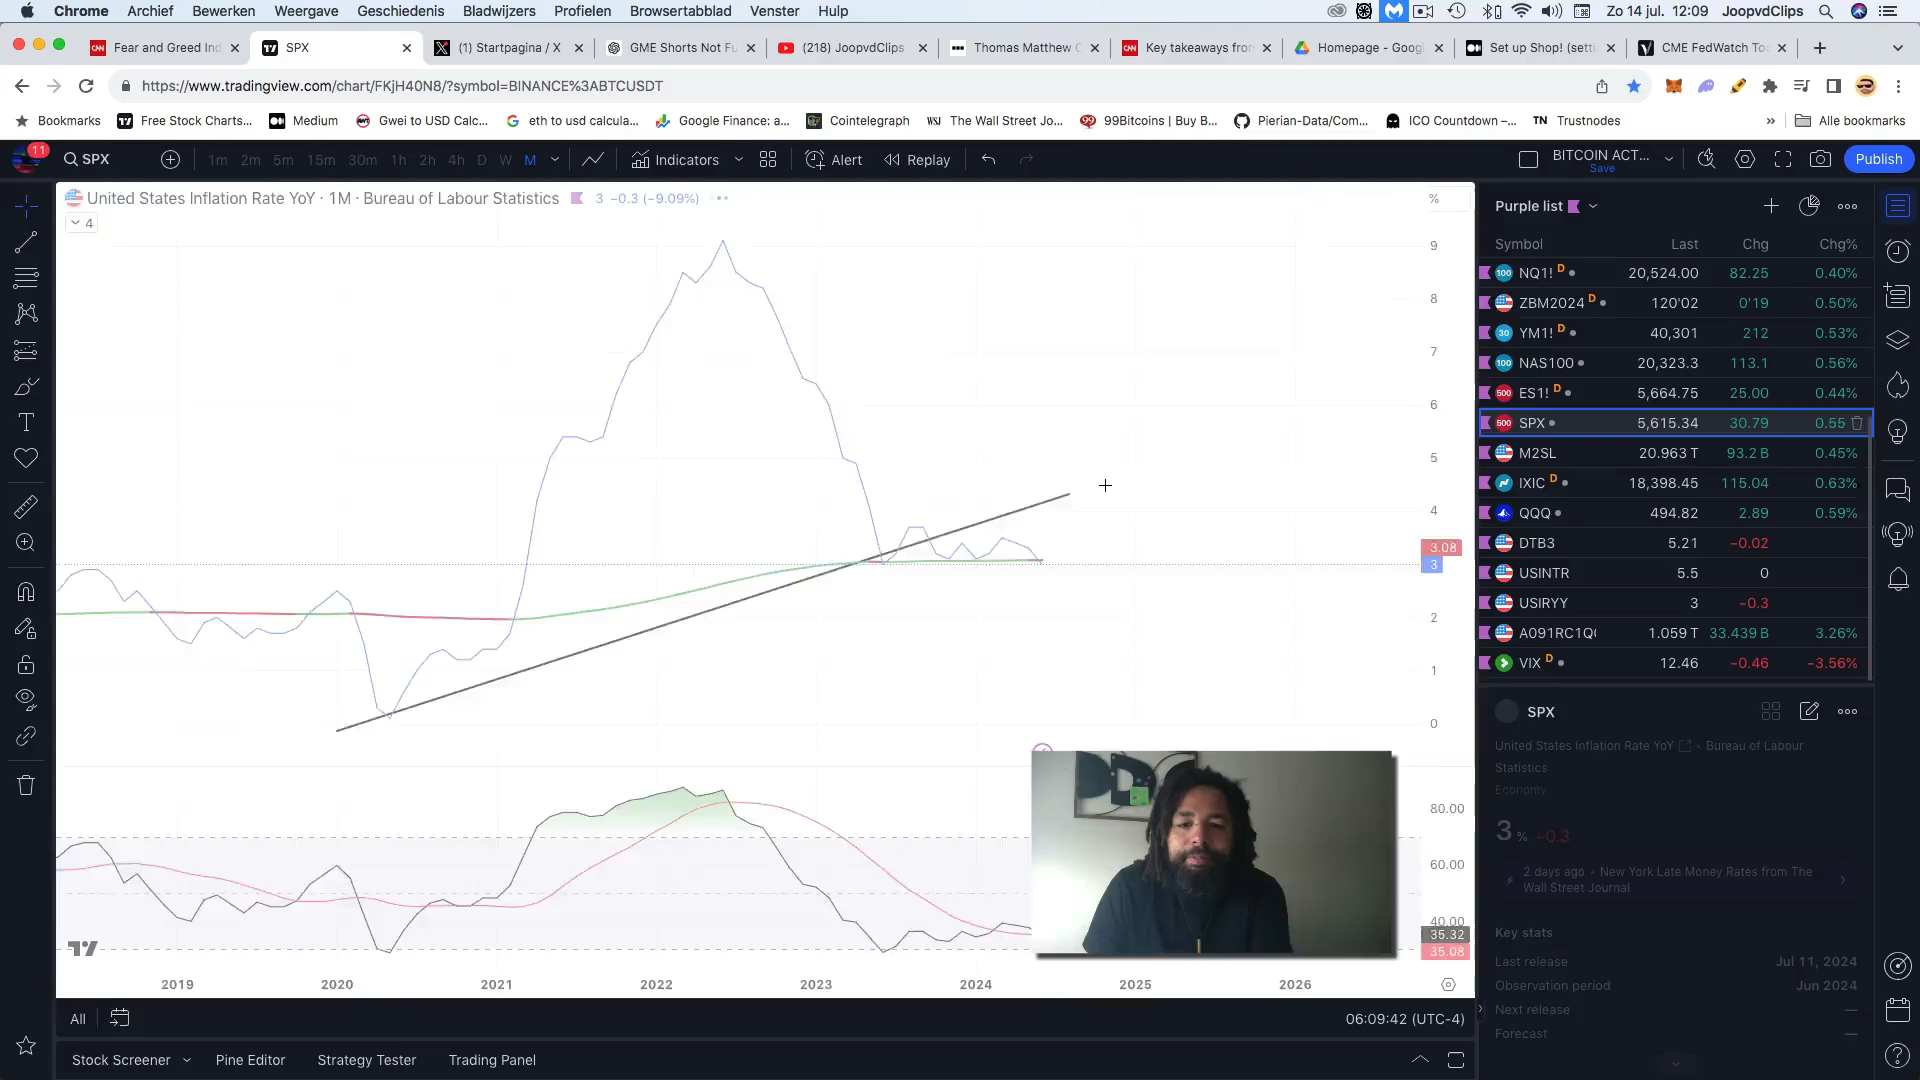 Chrome Archief Bewerken Weergave Geschiedenis Bladwijzers Profielen Browsertabblad Venster Hulp Zo 14 jul. 12:09 JoopvdClips
Fear and Greed Ind SPX (1) Startpagina / X GME Shorts Not Fu (218) JoopvdClips Thomas Matthew C Key takeaways from Homepage - Googl Set up Shop! (setti CME FedWatch Too
https://www.tradingview.com/chart/FKjH40N8/?symbol=BINANCE%3ABTCUSDT
Bookmarks Free Stock Charts... Medium Gwei to USD Calc... eth to usd calcula... Google Finance: a... Cointelegraph WSJ The Wall Street Jo... 99Bitcoins | Buy B... Pierian-Data/Com... ICO Countdown –... TN Trustnodes » Alle bookmarks
11 SPX 1m 2m 5m 15m 30m 1h 2h 4h D W M Indicators Alert Replay BITCOIN ACT... Save Publish
United States Inflation Rate YoY · 1M · Bureau of Labour Statistics 3 −0.3 (−9.09%)
4
%
9
8
7
6
5
4
3.08
3
2
1
0
80.00
60.00
40.00
35.32
35.08
2019 2020 2021 2022 2023 2024 2025 2026
All 06:09:42 (UTC-4)
Stock Screener Pine Editor Strategy Tester Trading Panel
Purple list
Symbol Last Chg Chg%
100 NQ1! D 20,524.00 82.25 0.40%
ZBM2024 D 120'02 0'19 0.50%
30 YM1! D 40,301 212 0.53%
100 NAS100 20,323.3 113.1 0.56%
500 ES1! D 5,664.75 25.00 0.44%
500 SPX 5,615.34 30.79 0.55
M2SL 20.963 T 93.2 B 0.45%
IXIC D 18,398.45 115.04 0.63%
QQQ 494.82 2.89 0.59%
DTB3 5.21 −0.02
USINTR 5.5 0
USIRYY 3 −0.3
A091RC1Q 1.059 T 33.439 B 3.26%
VIX D 12.46 −0.46 −3.56%
SPX
United States Inflation Rate YoY • Bureau of Labour
Statistics
Economy
3 % −0.3
2 days ago • New York Late Money Rates from The
Wall Street Journal
Key stats
Last release Jul 11, 2024
Observation period Jun 2024
Next release —
Forecast —